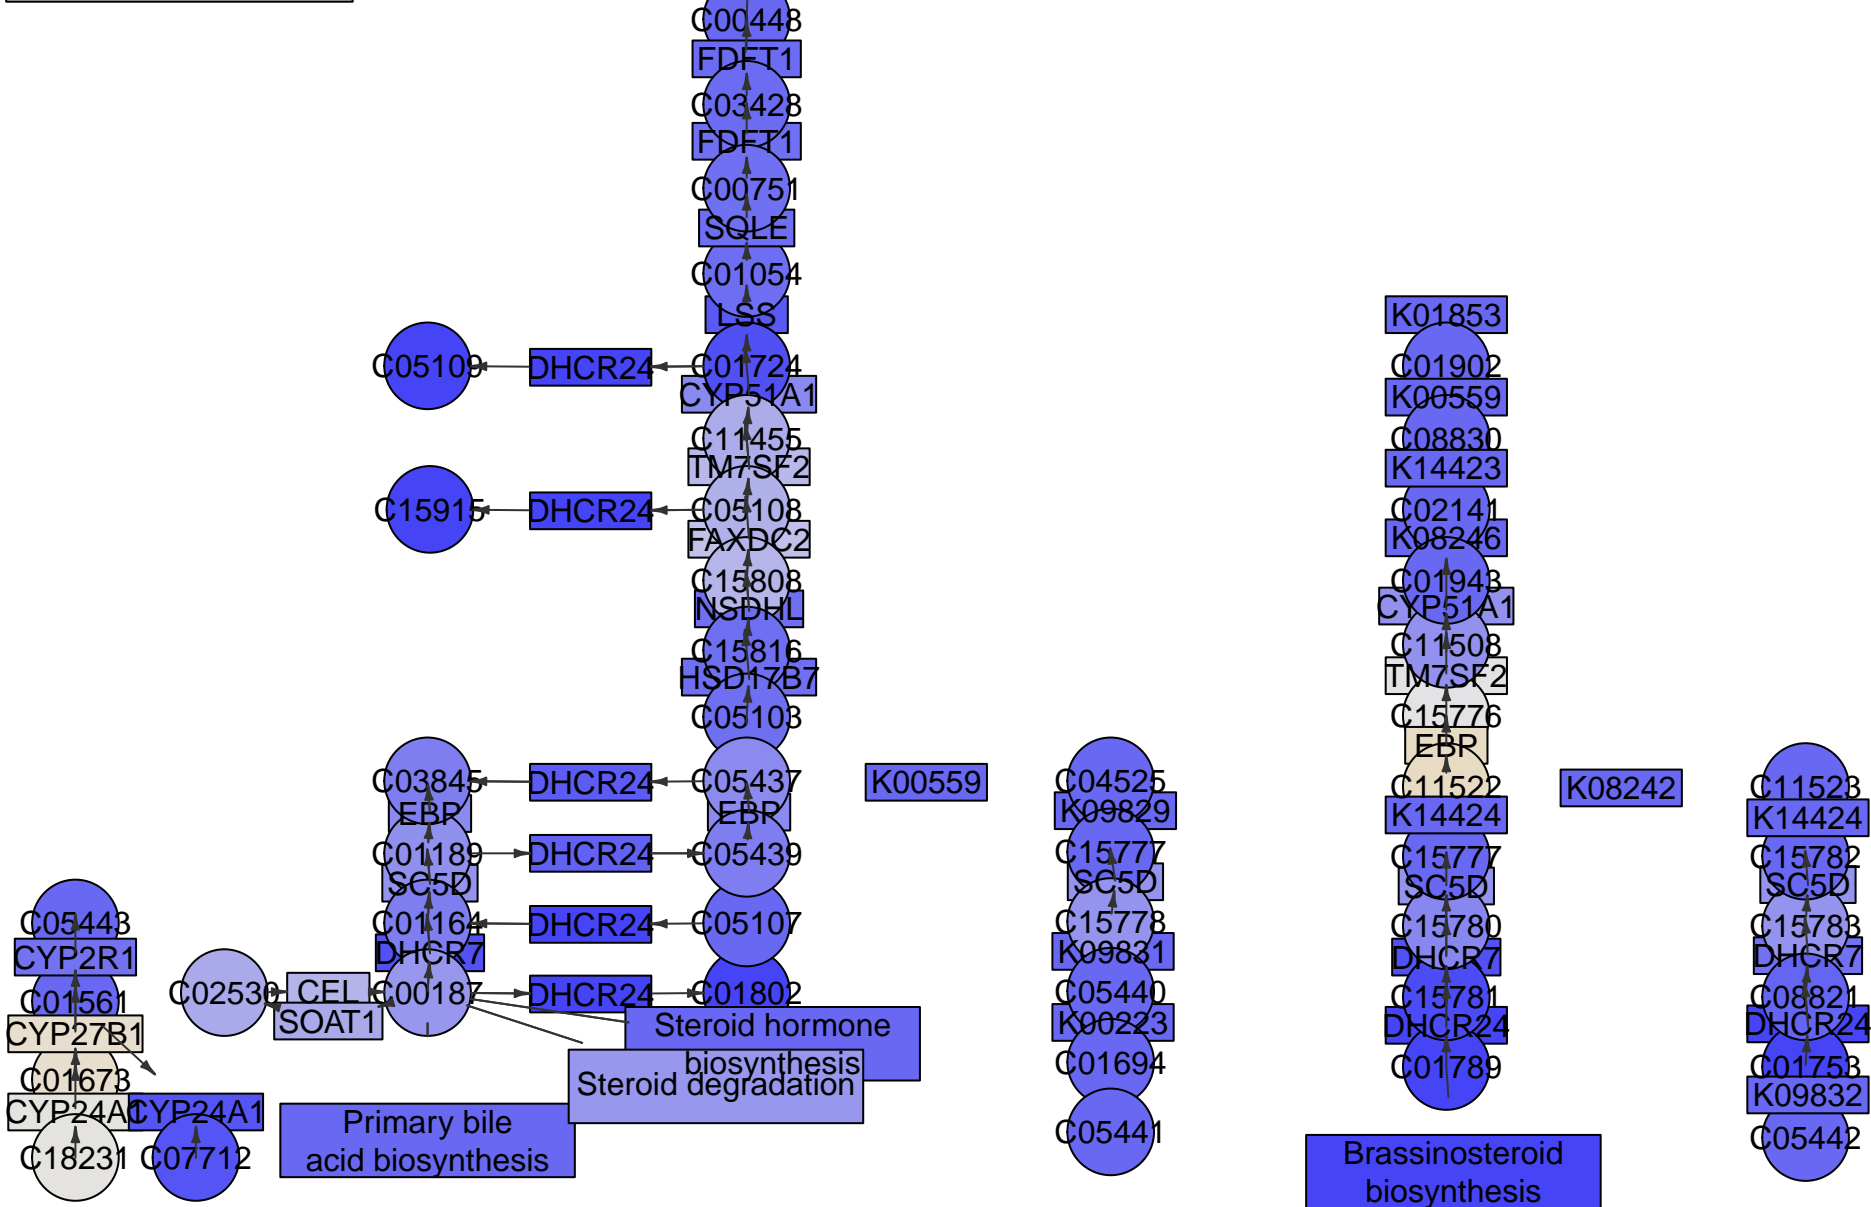 C00448
FDFT1
C03428
FDFT1
C00751
SQLE
C01054
LSS
K01853
C05109
DHCR24
C01724
C01902
CYP51A1
K00559
C11455
C08830
TM7SF2
K14423
C15915
DHCR24
C05108
C02141
FAXDC2
K08246
C15808
C01943
NSDHL
CYP51A1
C15816
C11508
HSD17B7
TM7SF2
C05103
C15776
EBP
C03845
DHCR24
C05437
K00559
C04525
C11522
K08242
C11523
EBP
EBP
K09829
K14424
K14424
C01189
DHCR24
C05439
C15777
C15777
C15782
SC5D
SC5D
SC5D
SC5D
C05443
C01164
DHCR24
C05107
C15778
C15780
C15783
CYP2R1
DHCR7
K09831
DHCR7
DHCR7
C01561
C02530
CEL
C00187
DHCR24
C01802
C05440
C15781
C08821
CYP27B1
SOAT1
Steroid hormone
biosynthesis
K00223
DHCR24
DHCR24
C01673
Steroid degradation
C01694
C01789
C01753
CYP24A1
CYP24A1
K09832
Primary bile
acid biosynthesis
C05441
C05442
C18231
C07712
Brassinosteroid
biosynthesis